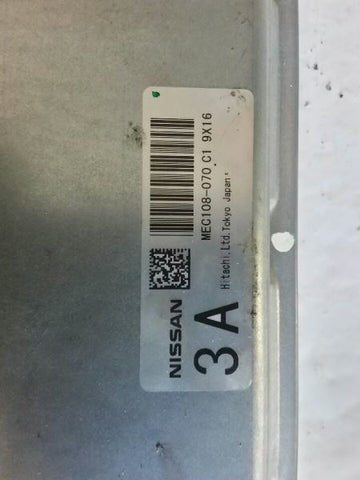 MEC108-070 C1 9X16
Hitachi,Ltd.Tokyo Japan
NISSAN
3A